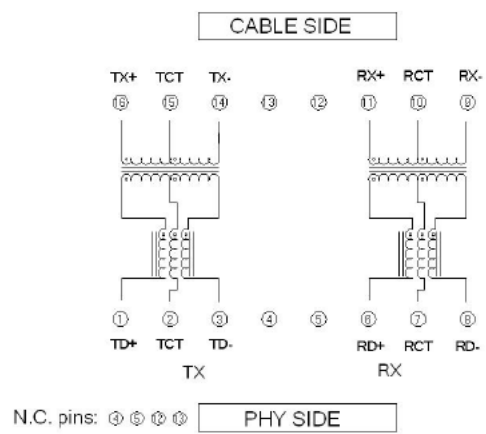 CABLE SIDE
TX+ TCT TX- RX+ RCT RX-
16 15 14 13 12 11 10 9
1 2 3 4 5 6 7 8
TD+ TCT TD- RD+ RCT RD-
TX RX
N.C. pins: 4 5 12 13 PHY SIDE